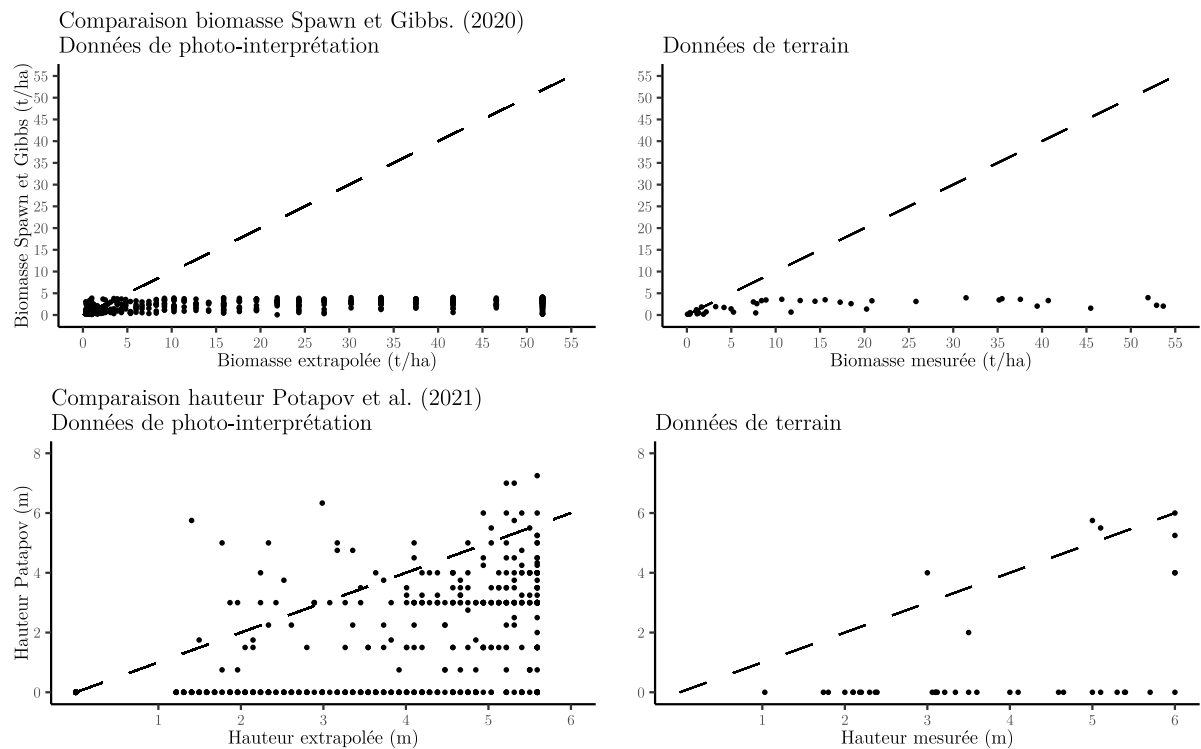 Comparaison biomasse Spawn et Gibbs. (2020)
Données de photo-interprétation
Données de terrain
Biomasse Spawn et Gibbs (t/ha)
55
50
45
40
35
30
25
20
15
10
5
0
0 5 10 15 20 25 30 35 40 45 50 55
Biomasse extrapolée (t/ha)
55
50
45
40
35
30
25
20
15
10
5
0
0 5 10 15 20 25 30 35 40 45 50 55
Biomasse mesurée (t/ha)
Comparaison hauteur Potapov et al. (2021)
Données de photo-interprétation
Données de terrain
Hauteur Patapov (m)
8
6
4
2
0
1 2 3 4 5 6
Hauteur extrapolée (m)
8
6
4
2
0
1 2 3 4 5 6
Hauteur mesurée (m)